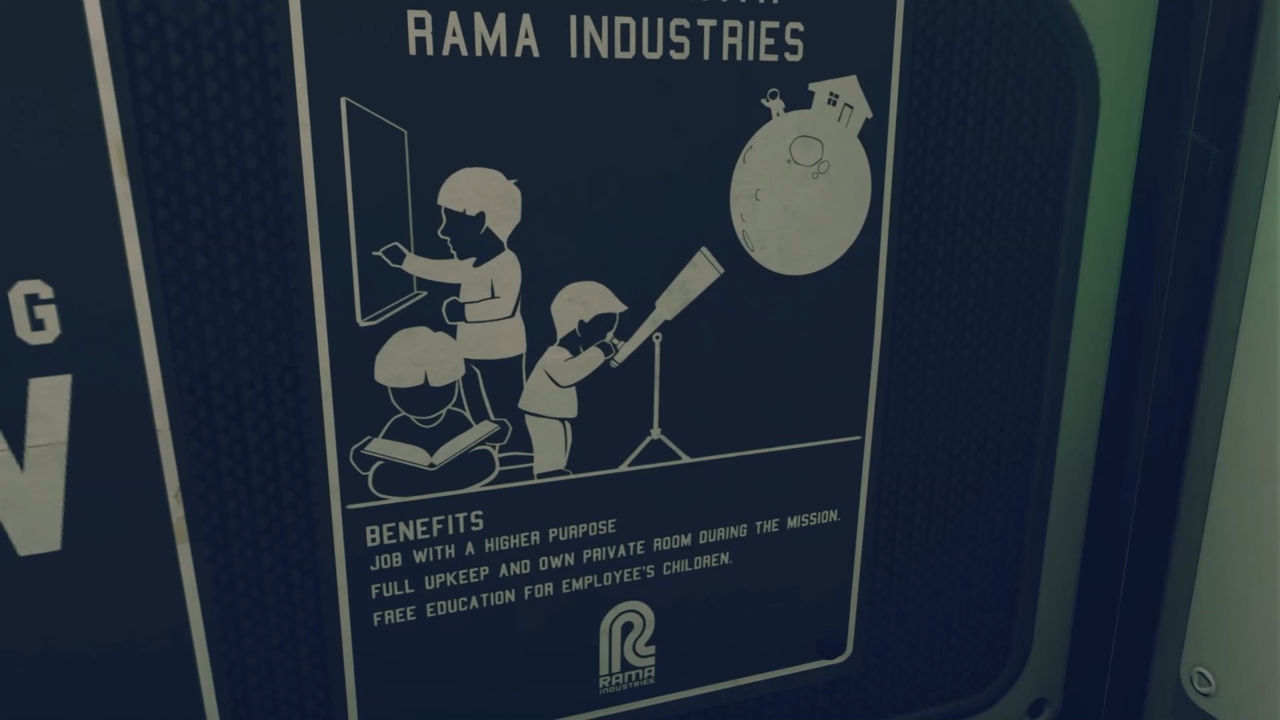 RAMA INDUSTRIES
G
BENEFITS
JOB WITH A HIGHER PURPOSE
FULL UPKEEP AND OWN PRIVATE ROOM DURING THE MISSION.
FREE EDUCATION FOR EMPLOYEE'S CHILDREN.
RAMA
INDUSTRIES